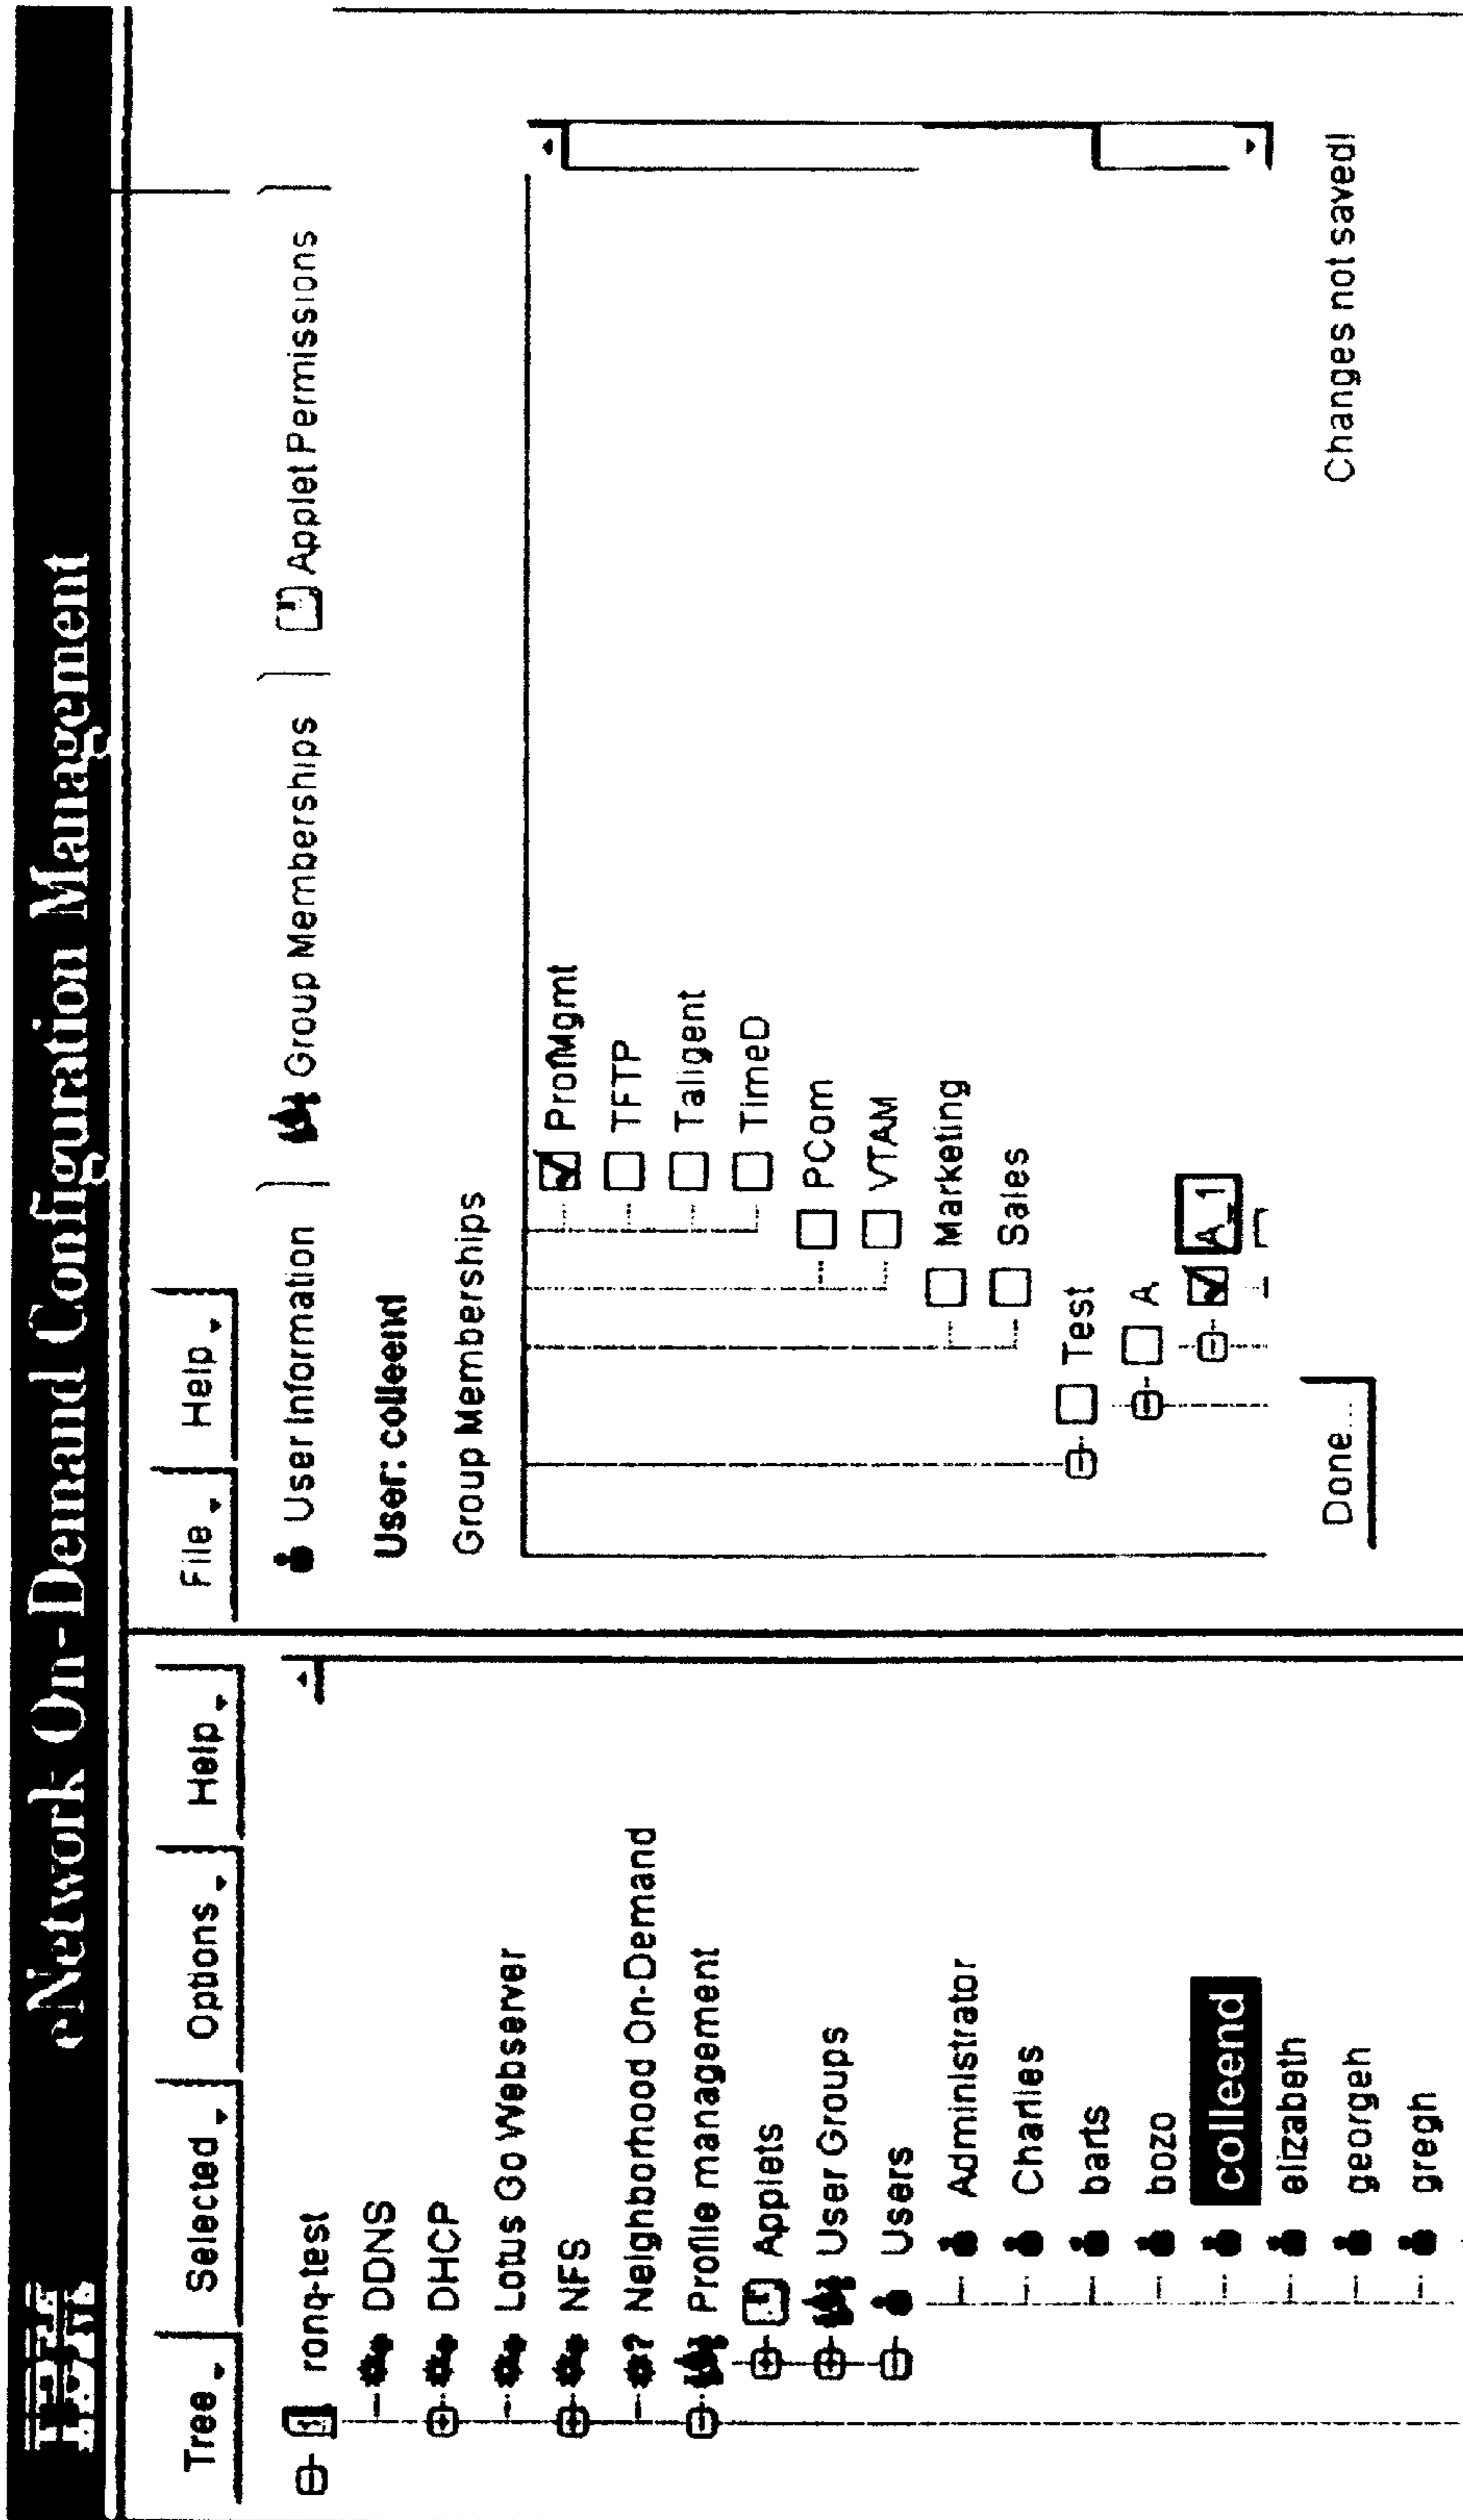 IBM eNetwork On-Demand Configuration Management
Tree Selected Options Help
ronq-test
DDNS
DHCP
Lotus Go Webserver
NFS
Neighborhood On-Demand
Profile management
Applets
User Groups
Users
Administrator
Charlies
barts
bozo
colleend
elizabeth
georgeh
gregh
File Help
User Information Group Memberships Applet Permissions
User: colleend
Group Memberships
ProfMgmt
TFTP
Taligent
TimeD
PCom
VTAM
Marketing
Sales
Test
A
A_1
Done... Changes not saved!